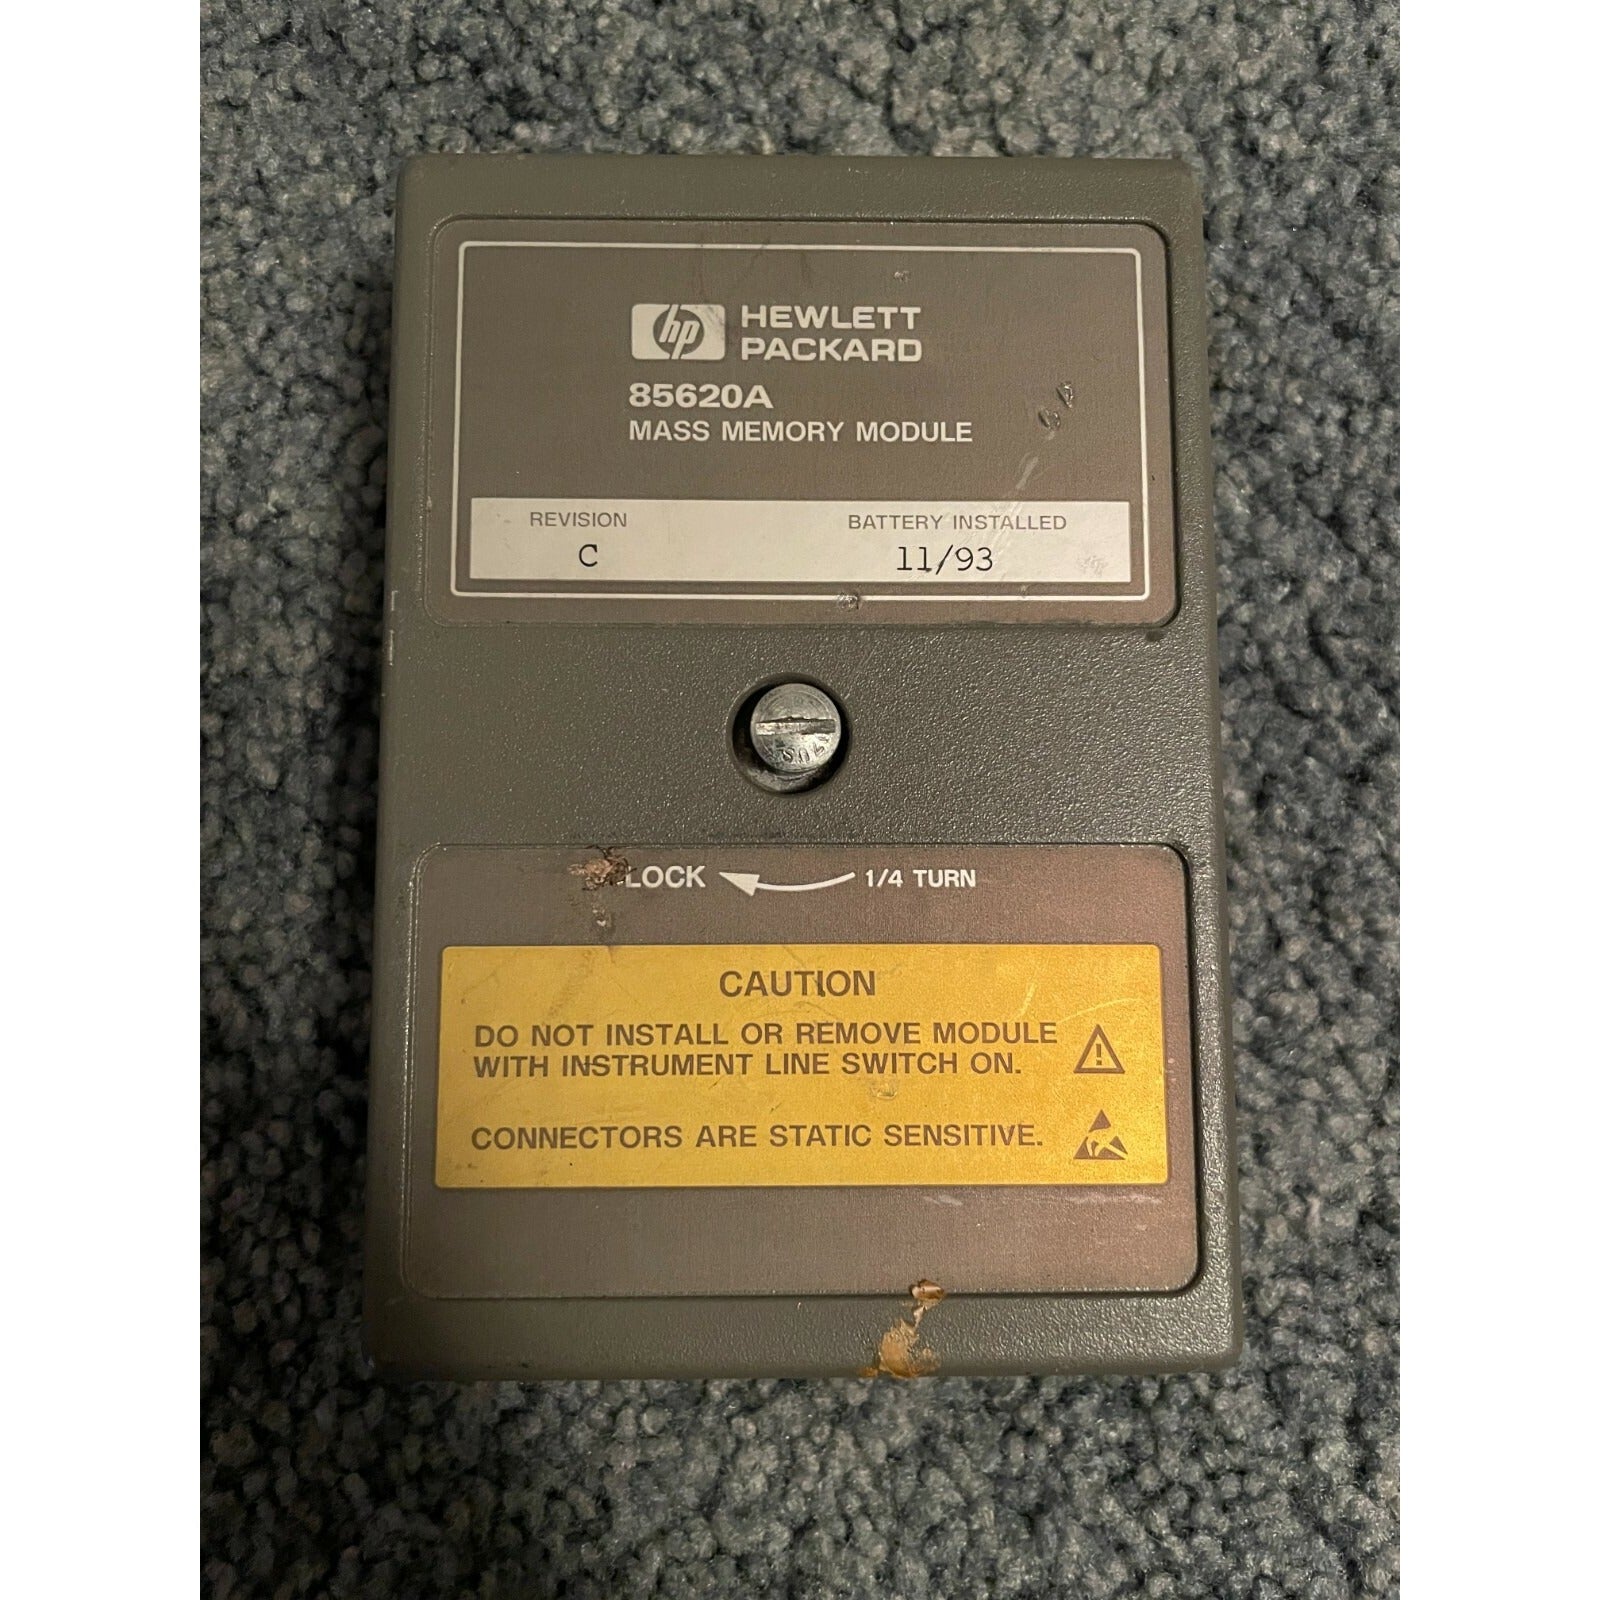 hp HEWLETT
PACKARD
85620A
MASS MEMORY MODULE
REVISION BATTERY INSTALLED
C 11/93
LOCK 1/4 TURN
CAUTION
DO NOT INSTALL OR REMOVE MODULE
WITH INSTRUMENT LINE SWITCH ON.
CONNECTORS ARE STATIC SENSITIVE.